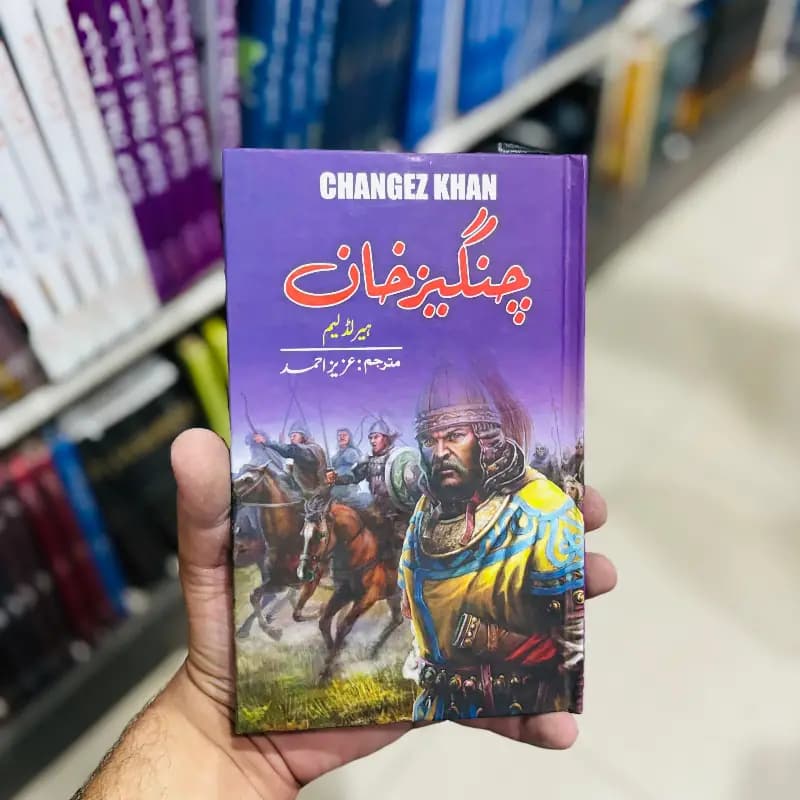 CHANGEZ KHAN
چنگیز خان
ہیرلڈ لیم
مترجم: عزیز احمد